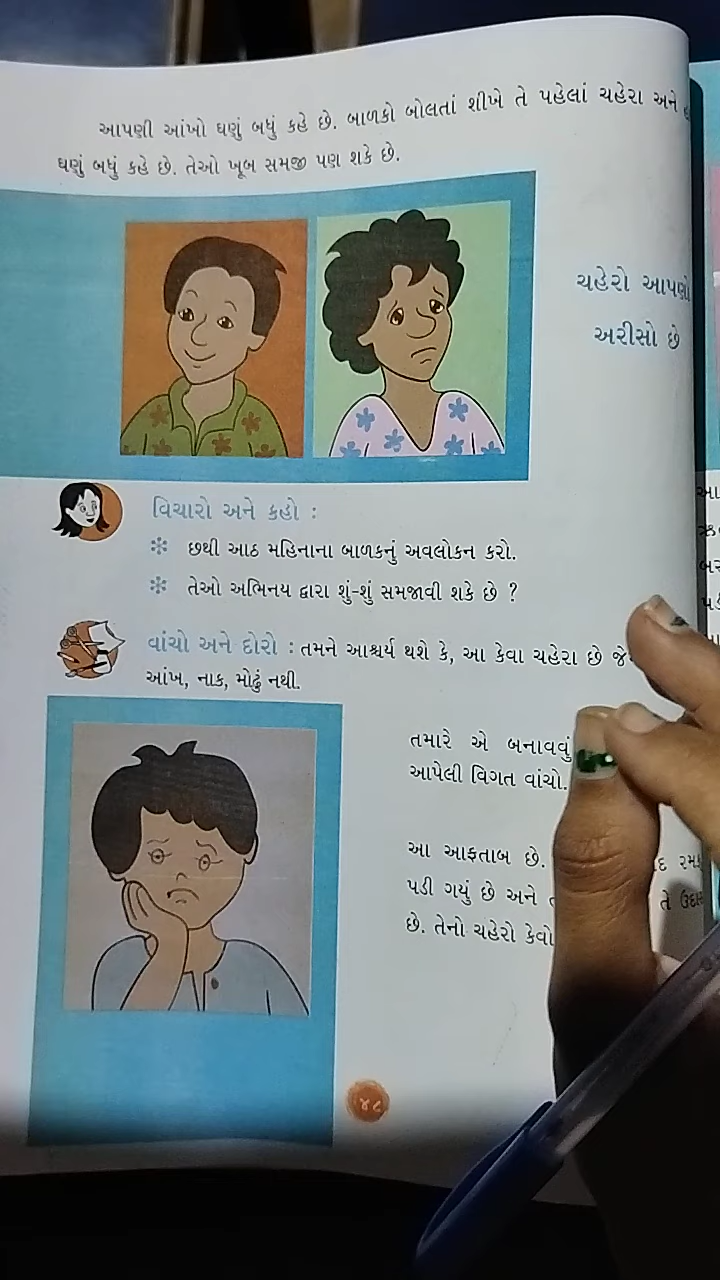 આપણી આંખો ઘણું બધું કહે છે. બાળકો બોલતાં શીખે તે પહેલાં ચહેરા અને
ઘણું બધું કહે છે. તેઓ ખૂબ સમજી પણ શકે છે.
ચહેરો આપણો
અરીસો છે
વિચારો અને કહો :
છથી આઠ મહિનાના બાળકનું અવલોકન કરો.
તેઓ અભિનય દ્વારા શું-શું સમજાવી શકે છે ?
વાંચો અને દોરો : તમને આશ્ચર્ય થશે કે, આ કેવા ચહેરા છે જે
આંખ, નાક, મોઢું નથી.
તમારે એ બનાવવું
આપેલી વિગત વાંચો.
આ આફતાબ છે.
પડી ગયું છે અને તે ઉદાસ
છે. તેનો ચહેરો કેવો
૪૮